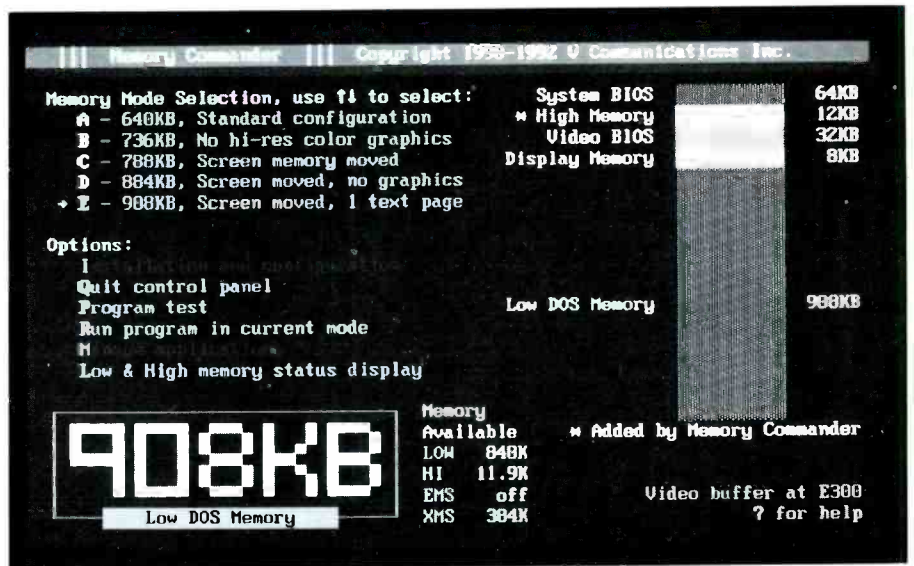 Memory Commander Copyright 1990-1992 V Communications Inc.
Memory Mode Selection, use ↑↓ to select:
A - 640KB, Standard configuration
B - 736KB, No hi-res color graphics
C - 788KB, Screen memory moved
D - 884KB, Screen moved, no graphics
→ E - 908KB, Screen moved, 1 text page
Options:
I
Quit control panel
Program test
Run program in current mode
M
Low & High memory status display
System BIOS 64KB
* High Memory 12KB
Video BIOS 32KB
Display Memory 8KB
Low DOS Memory 908KB
* Added by Memory Commander
908KB
Low DOS Memory
Memory
Available
LOW 848K
HI 11.9K
EMS off
XMS 384K
Video buffer at E300
? for help